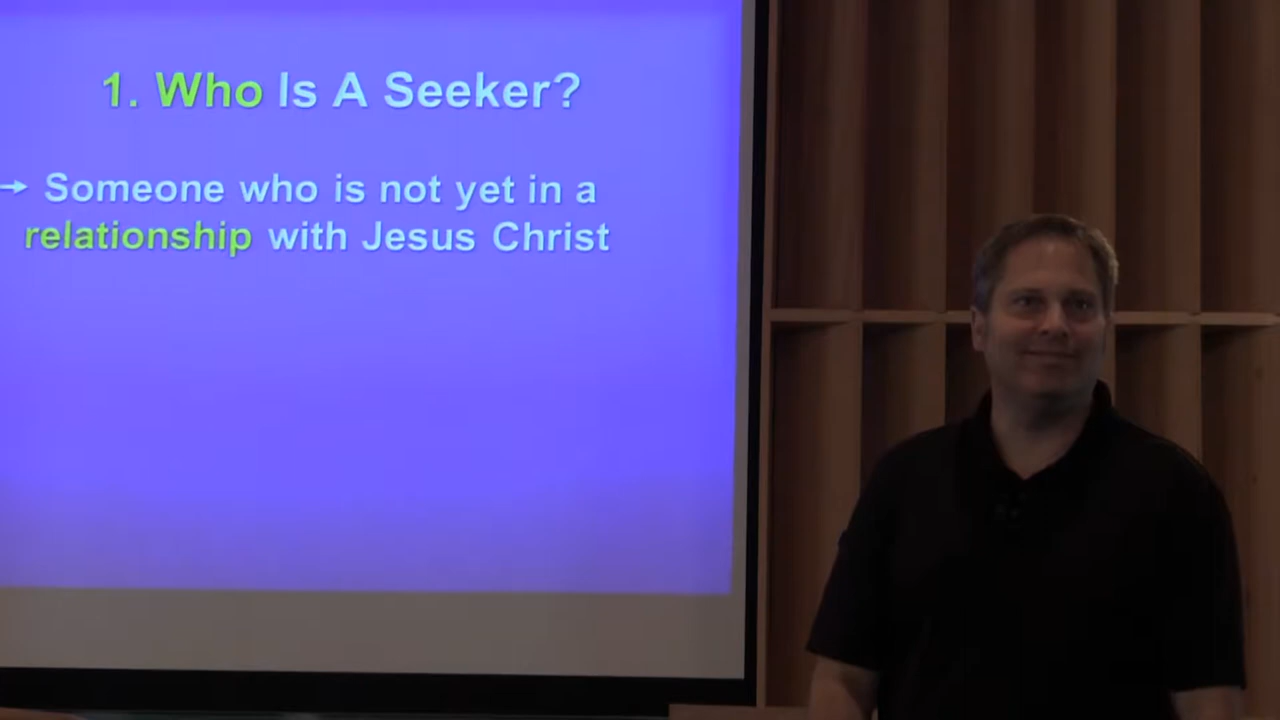 1. Who Is A Seeker?
→ Someone who is not yet in a
relationship with Jesus Christ